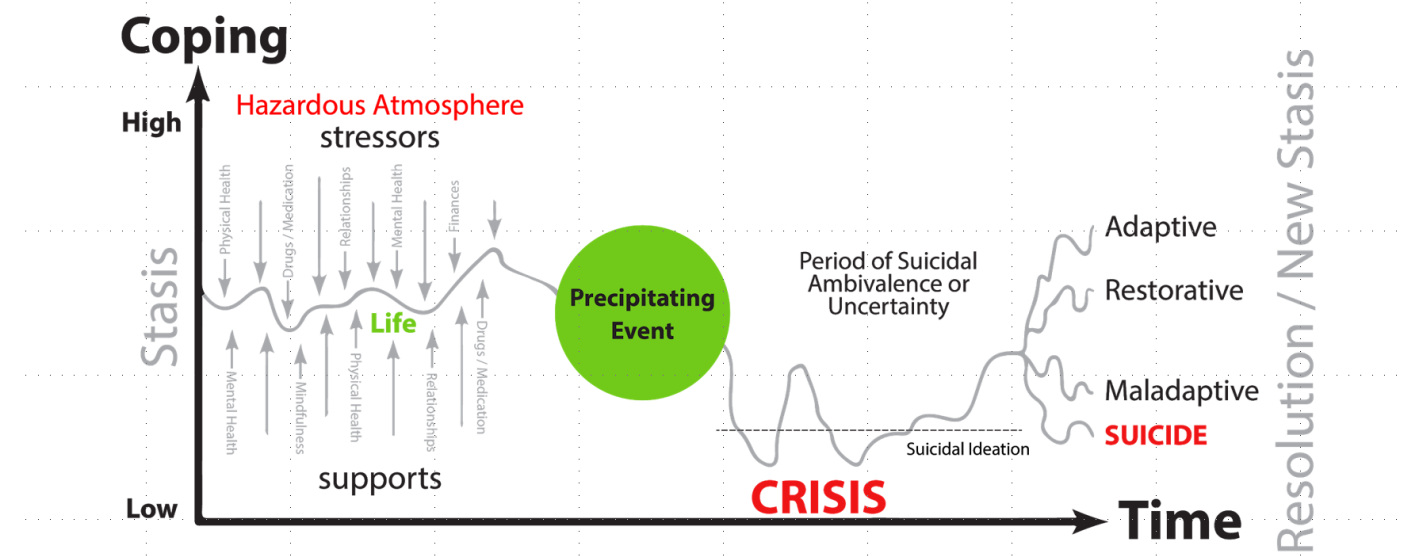 Coping
High
Hazardous Atmosphere
stressors
Physical Health
Drugs / Medication
Relationships
Mental Health
Finances
Stasis
Life
Mental Health
Mindfulness
Physical Health
Relationships
Drugs / Medication
supports
Low
Precipitating
Event
Period of Suicidal
Ambivalence or
Uncertainty
Suicidal Ideation
CRISIS
Adaptive
Restorative
Maladaptive
SUICIDE
Time
Resolution / New Stasis